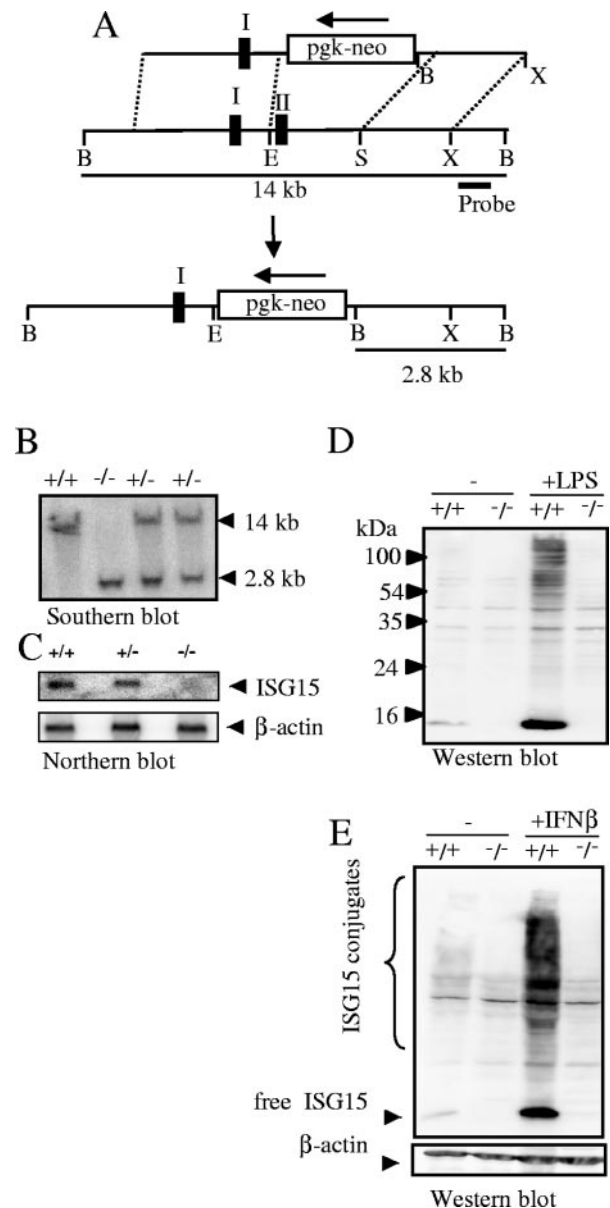 A
I
pgk-neo
B
X
I
II
B
E
S
X
B
14 kb
Probe
I
pgk-neo
B
E
B
X
B
2.8 kb
B
+/+ -/- +/- +/-
14 kb
2.8 kb
Southern blot
C
+/+ +/- -/-
ISG15
β-actin
Northern blot
D
- +LPS
+/+ -/- +/+ -/-
kDa
100
54
35
24
16
Western blot
E
- +IFNβ
+/+ -/- +/+ -/-
ISG15 conjugates
free ISG15
β-actin
Western blot